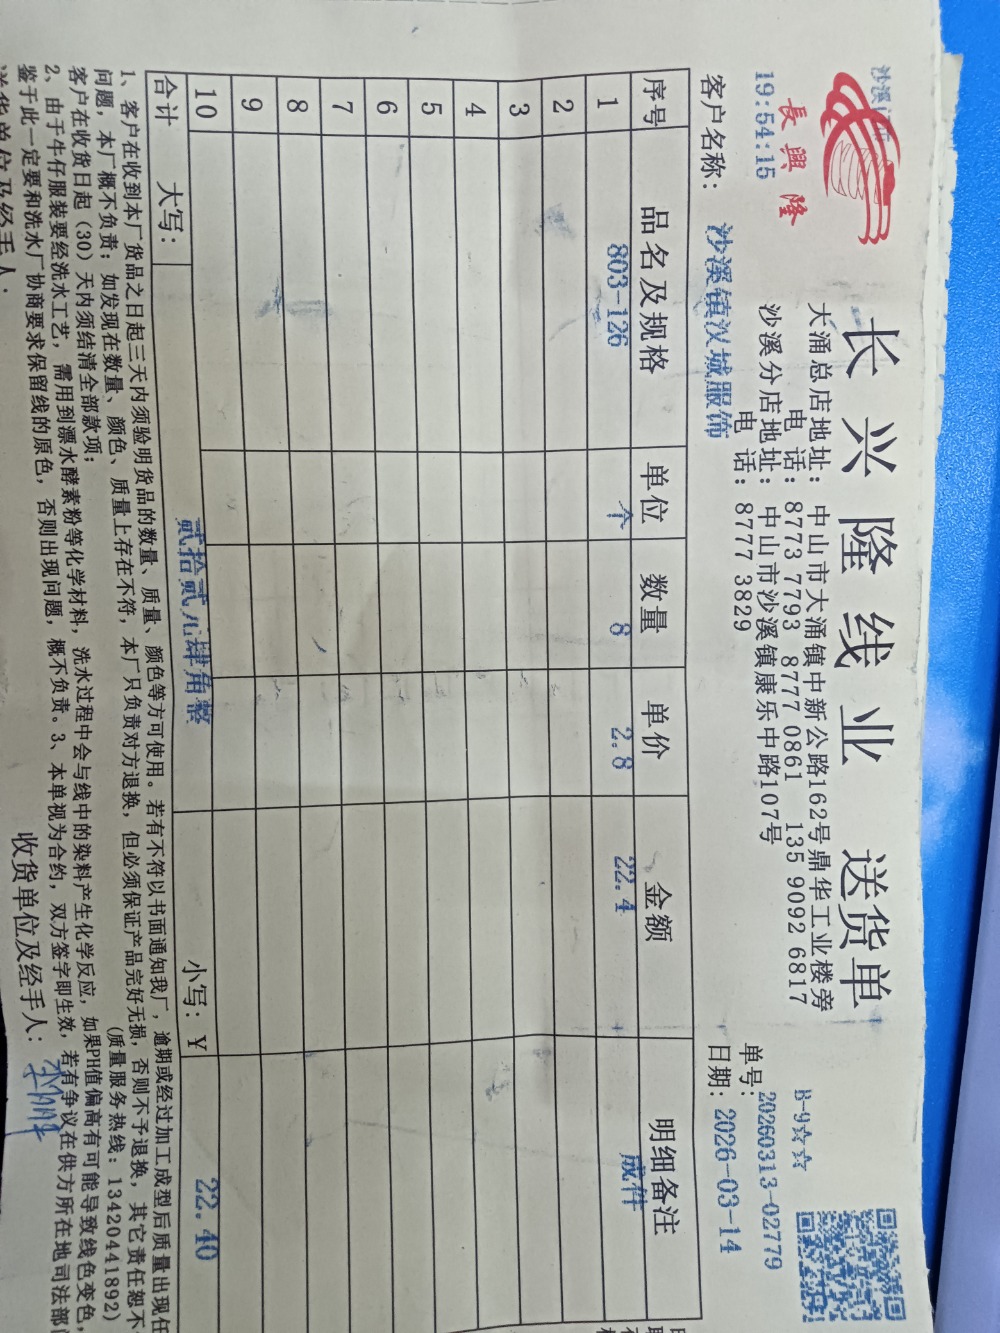 長興隆
19:54:15
长兴隆线业 送货单
B-9☆☆
大涌总店地址: 中山市大涌镇中新公路162号鼎华工业楼旁
电 话: 8773 7793 8777 0861 135 9092 6817
沙溪分店地址: 中山市沙溪镇康乐中路107号
电 话: 8777 3829
单号: 20260313-02779
日期: 2026-03-14
客户名称: 沙溪镇汉城服饰
序号 品名及规格 单位 数量 单价 金额 明细备注
1 803-126 个 8 2.8 22.4 成件
2
3
4
5
6
7
8
9
10
合计 大写: 贰拾贰元肆角整 小写: ¥ 22.40
1、客户在收到本厂货品之日起三天内须验明货品的数量、质量、颜色等方可使用。若有不符以书面通知我厂,逾期或经过加工成型后质量出现任
问题,本厂概不负责;如发现在数量、颜色、质量上存在不符,本厂只负责对方退换,但必须保证产品完好无损,否则不予退换,其它责任恕不
客户在收货日起(30)天内须结清全部款项; (质量服务热线: 13420441892)
2、由于牛仔服装要经洗水工艺,需用到漂水酵素粉等化学材料,洗水过程中会与线中的染料产生化学反应,如果PH值偏高有可能导致线色变色,
鉴于此一定要和洗水厂协商要求保留线的原色,否则出现问题,概不负责。3、本单视为合约,双方签字即生效,若有争议在供方所在地司法部门
送货单位及经手人: 收货单位及经手人: